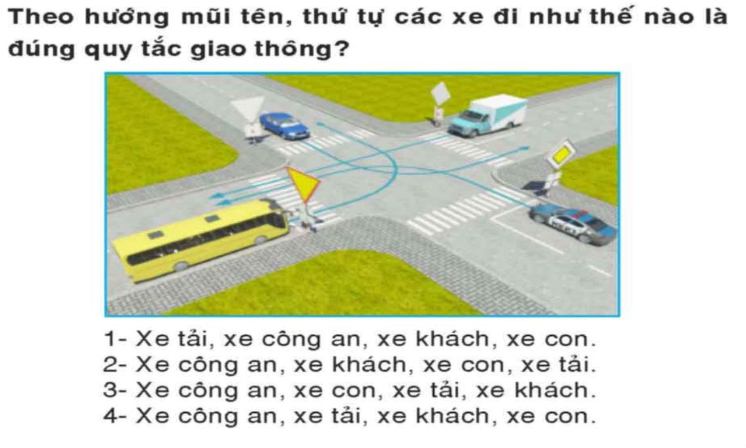 Theo hướng mũi tên, thứ tự các xe đi như thế nào là
đúng quy tắc giao thông?
1- Xe tải, xe công an, xe khách, xe con.
2- Xe công an, xe khách, xe con, xe tải.
3- Xe công an, xe con, xe tải, xe khách.
4- Xe công an, xe tải, xe khách, xe con.